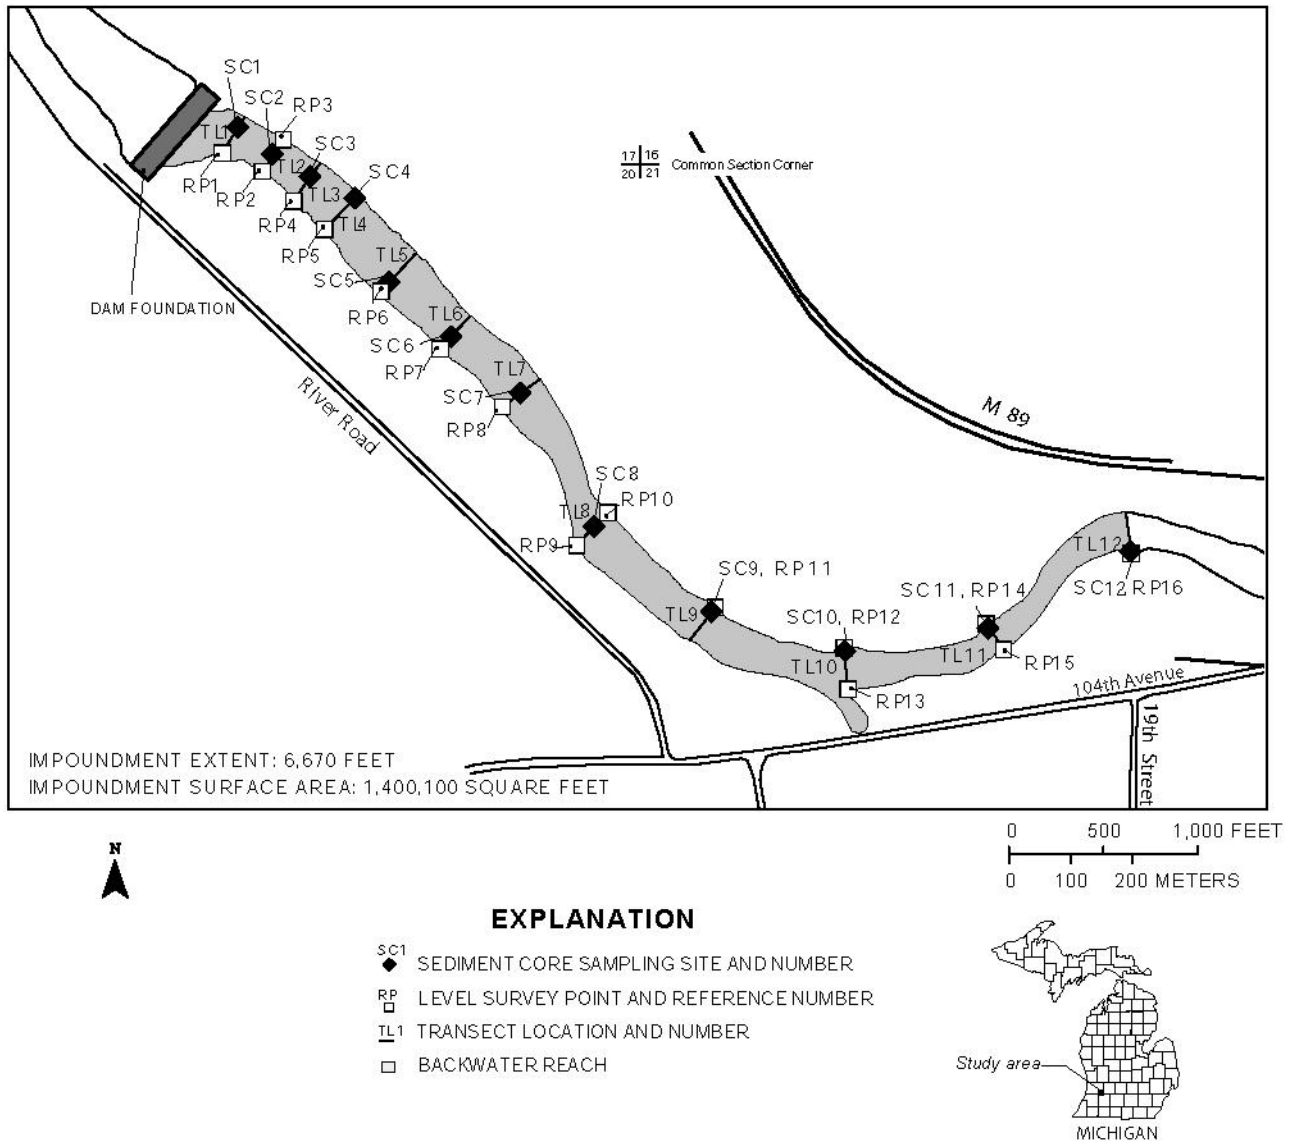 SC1
SC2
RP3
TL1
SC3
17 16
20 21
Common Section Corner
TL2
SC4
RP1
RP2
TL3
RP4
TL4
RP5
TL5
SC5
DAM FOUNDATION
RP6
TL6
SC6
RP7
TL7
SC7
RP8
River Road
M 89
SC8
RP10
TL8
RP9
TL12
SC9, RP11
SC11, RP14
SC12, RP16
TL9
SC10, RP12
TL10
TL11
RP15
RP13
104th Avenue
19th Street
IMPOUNDMENT EXTENT: 6,670 FEET
IMPOUNDMENT SURFACE AREA: 1,400,100 SQUARE FEET
0 500 1,000 FEET
0 100 200 METERS
N
EXPLANATION
SC1
SEDIMENT CORE SAMPLING SITE AND NUMBER
RP
LEVEL SURVEY POINT AND REFERENCE NUMBER
TL1
TRANSECT LOCATION AND NUMBER
BACKWATER REACH
Study area
MICHIGAN